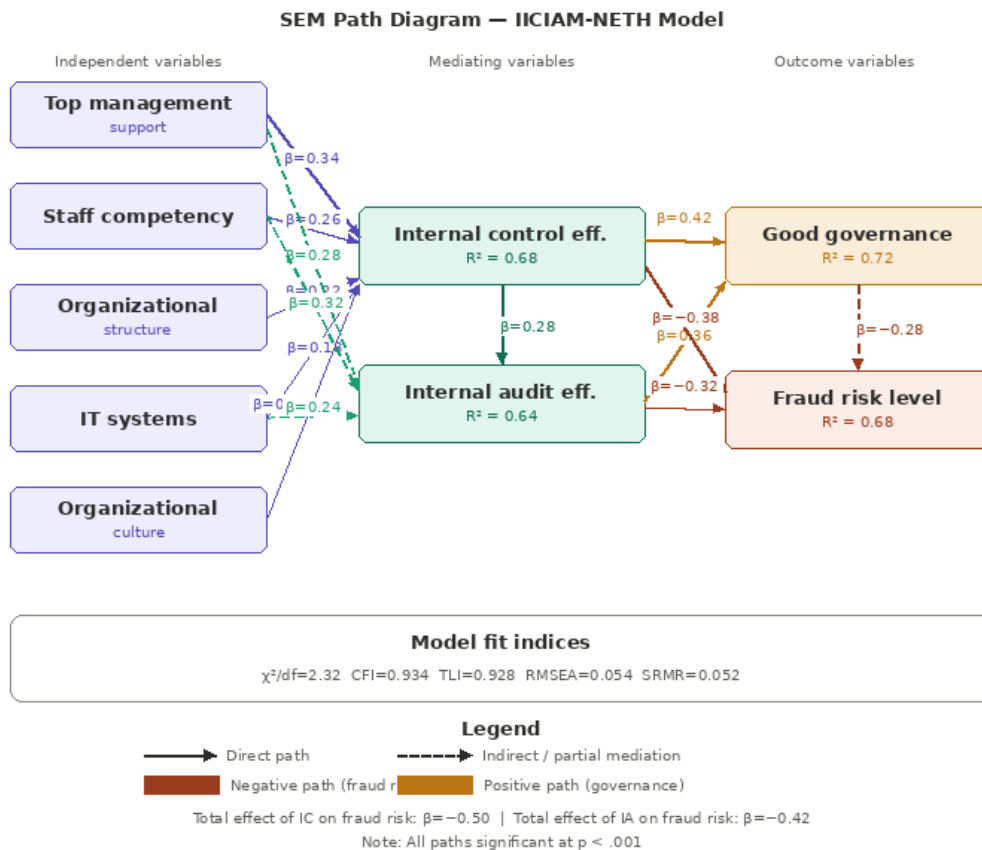 SEM Path Diagram — IICIAM-NETH Model
Independent variables
Mediating variables
Outcome variables
Top management
support
β=0.34
Staff competency
β=0.26
Internal control eff.
R² = 0.68
β=0.42
Good governance
R² = 0.72
β=0.28
Organizational
structure
β=0.32
β=−0.38
β=0.28
β=−0.28
β=0.36
IT systems
β=0.24
Internal audit eff.
R² = 0.64
β=−0.32
Fraud risk level
R² = 0.68
Organizational
culture
Model fit indices
χ²/df=2.32 CFI=0.934 TLI=0.928 RMSEA=0.054 SRMR=0.052
Legend
Direct path
Indirect / partial mediation
Negative path (fraud r
Positive path (governance)
Total effect of IC on fraud risk: β=−0.50 | Total effect of IA on fraud risk: β=−0.42
Note: All paths significant at p < .001